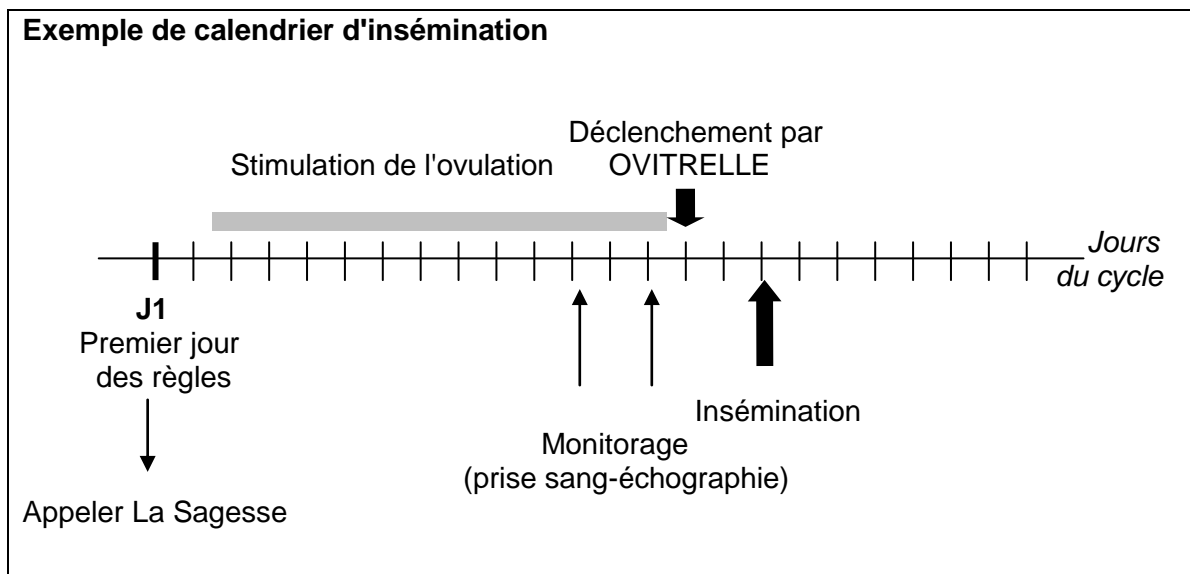 Exemple de calendrier d'insémination
Déclenchement par
OVITRELLE
Stimulation de l'ovulation
Jours
du cycle
J1
Premier jour
des règles
Insémination
Monitorage
(prise sang-échographie)
Appeler La Sagesse